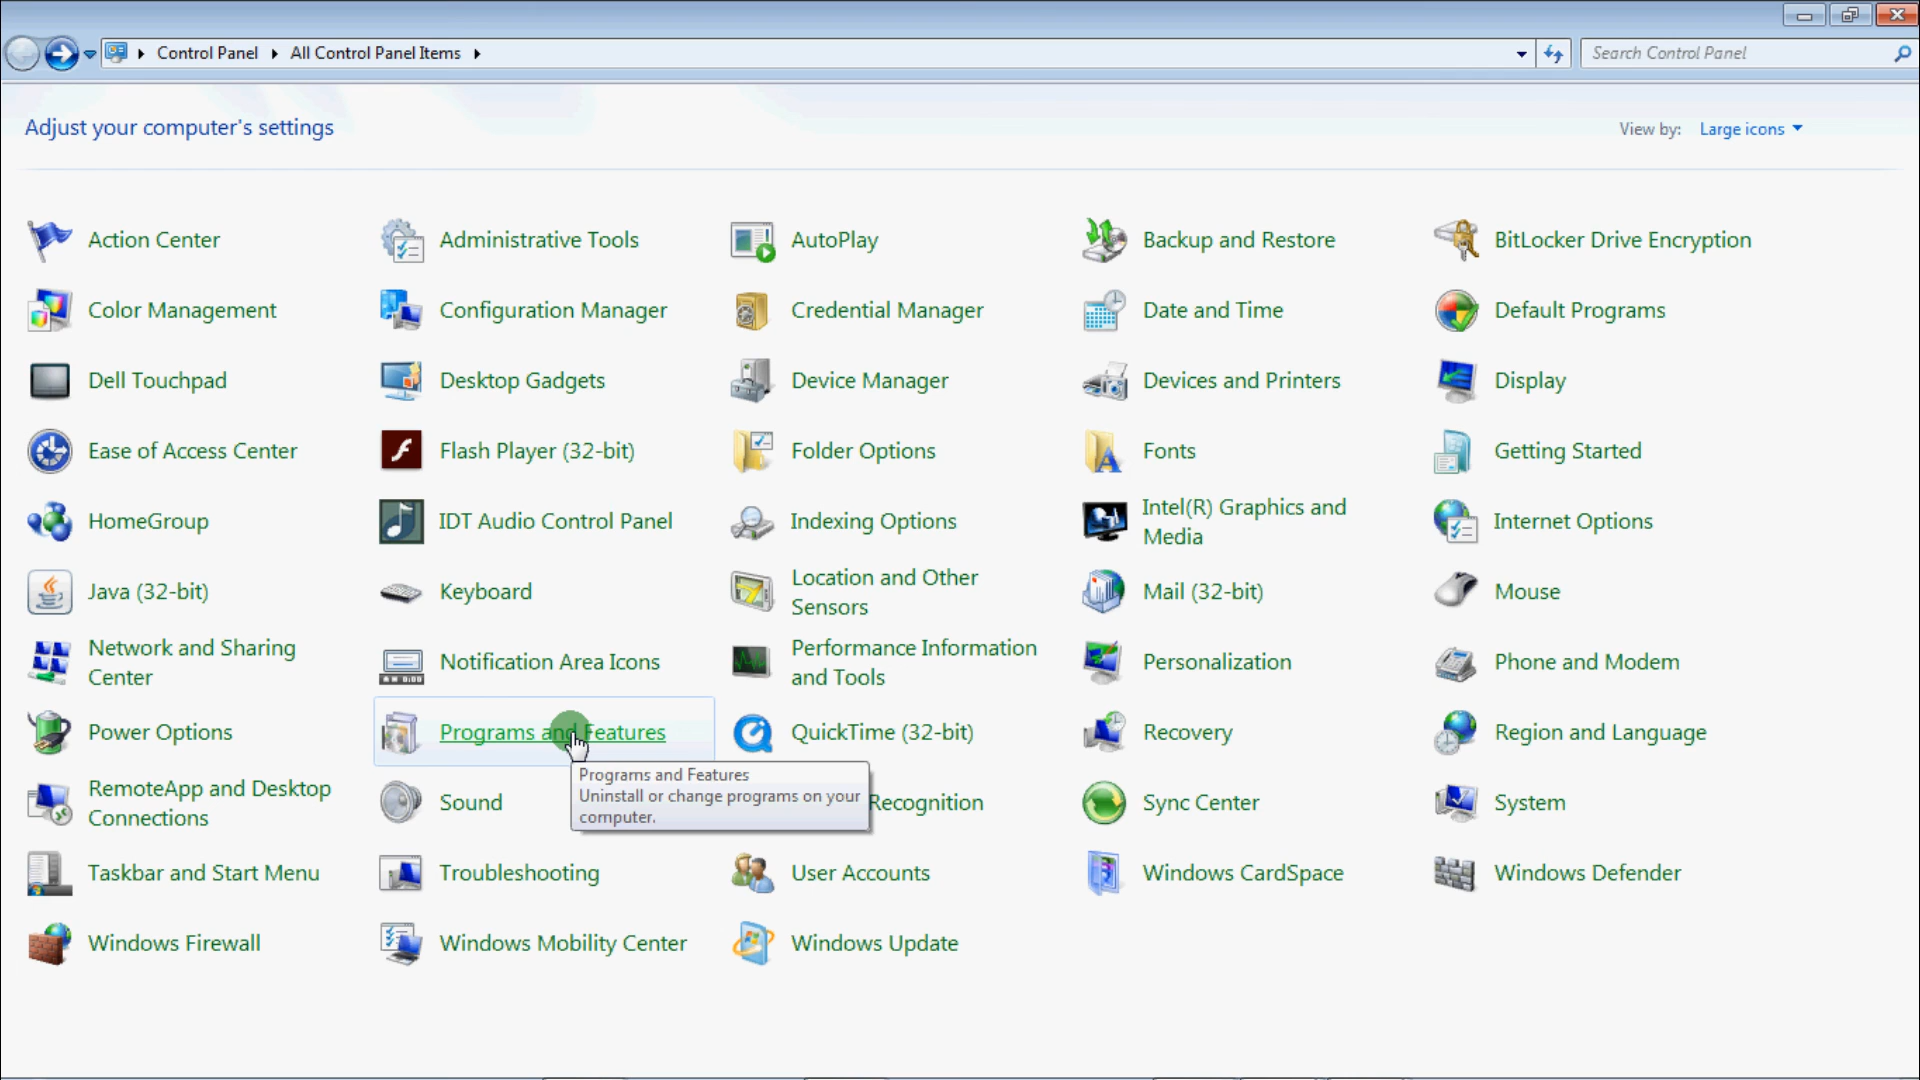 Control Panel All Control Panel Items
Search Control Panel
Adjust your computer's settings
View by: Large icons
Action Center
Administrative Tools
AutoPlay
Backup and Restore
BitLocker Drive Encryption
Color Management
Configuration Manager
Credential Manager
Date and Time
Default Programs
Dell Touchpad
Desktop Gadgets
Device Manager
Devices and Printers
Display
Ease of Access Center
Flash Player (32-bit)
Folder Options
Fonts
Getting Started
HomeGroup
IDT Audio Control Panel
Indexing Options
Intel(R) Graphics and
Media
Internet Options
Java (32-bit)
Keyboard
Location and Other
Sensors
Mail (32-bit)
Mouse
Network and Sharing
Center
Notification Area Icons
Performance Information
and Tools
Personalization
Phone and Modem
Power Options
Programs and Features
QuickTime (32-bit)
Recovery
Region and Language
RemoteApp and Desktop
Connections
Sound
Programs and Features
Uninstall or change programs on your
computer.
Recognition
Sync Center
System
Taskbar and Start Menu
Troubleshooting
User Accounts
Windows CardSpace
Windows Defender
Windows Firewall
Windows Mobility Center
Windows Update